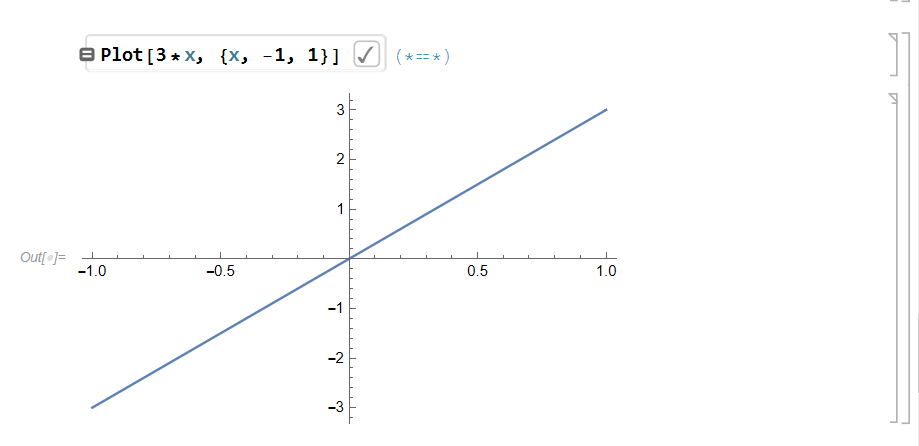 Plot[3*x, {x, -1, 1}] (*==*)
3
2
1
Out[•]=
-1.0 -0.5 0.5 1.0
-1
-2
-3